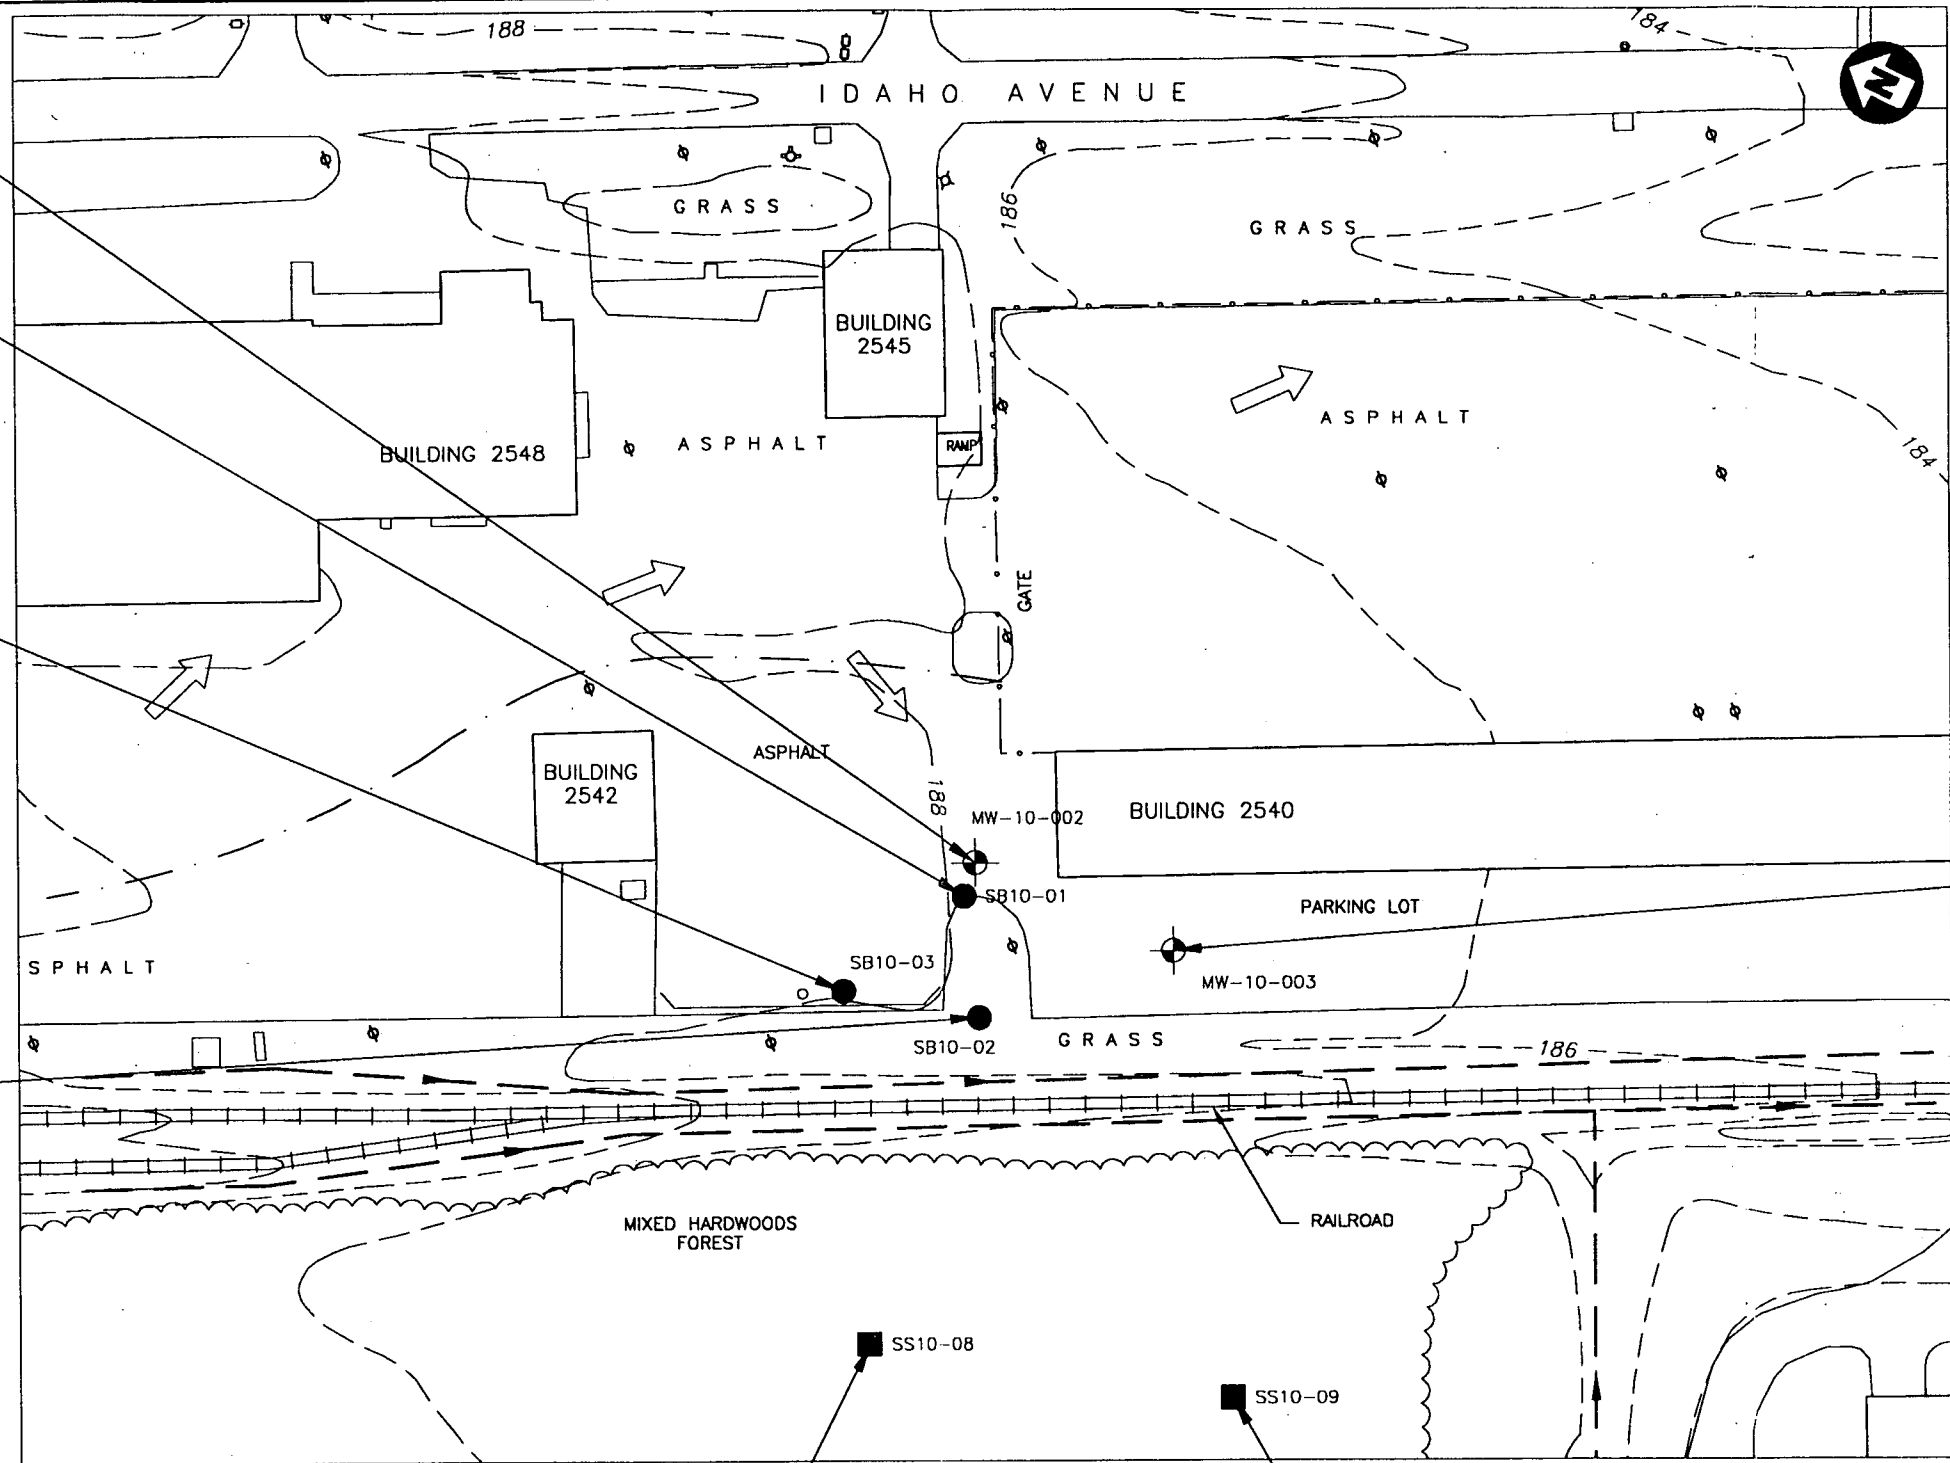 188
184
N
IDAHO AVENUE
GRASS
186
GRASS
BUILDING
2545
ASPHALT
BUILDING 2548
ASPHALT
RAMP
184
GATE
ASPHALT
BUILDING
2542
188
MW-10-002
BUILDING 2540
SB10-01
PARKING LOT
SPHALT
SB10-03
MW-10-003
SB10-02
GRASS
186
MIXED HARDWOODS
FOREST
RAILROAD
SS10-08
SS10-09